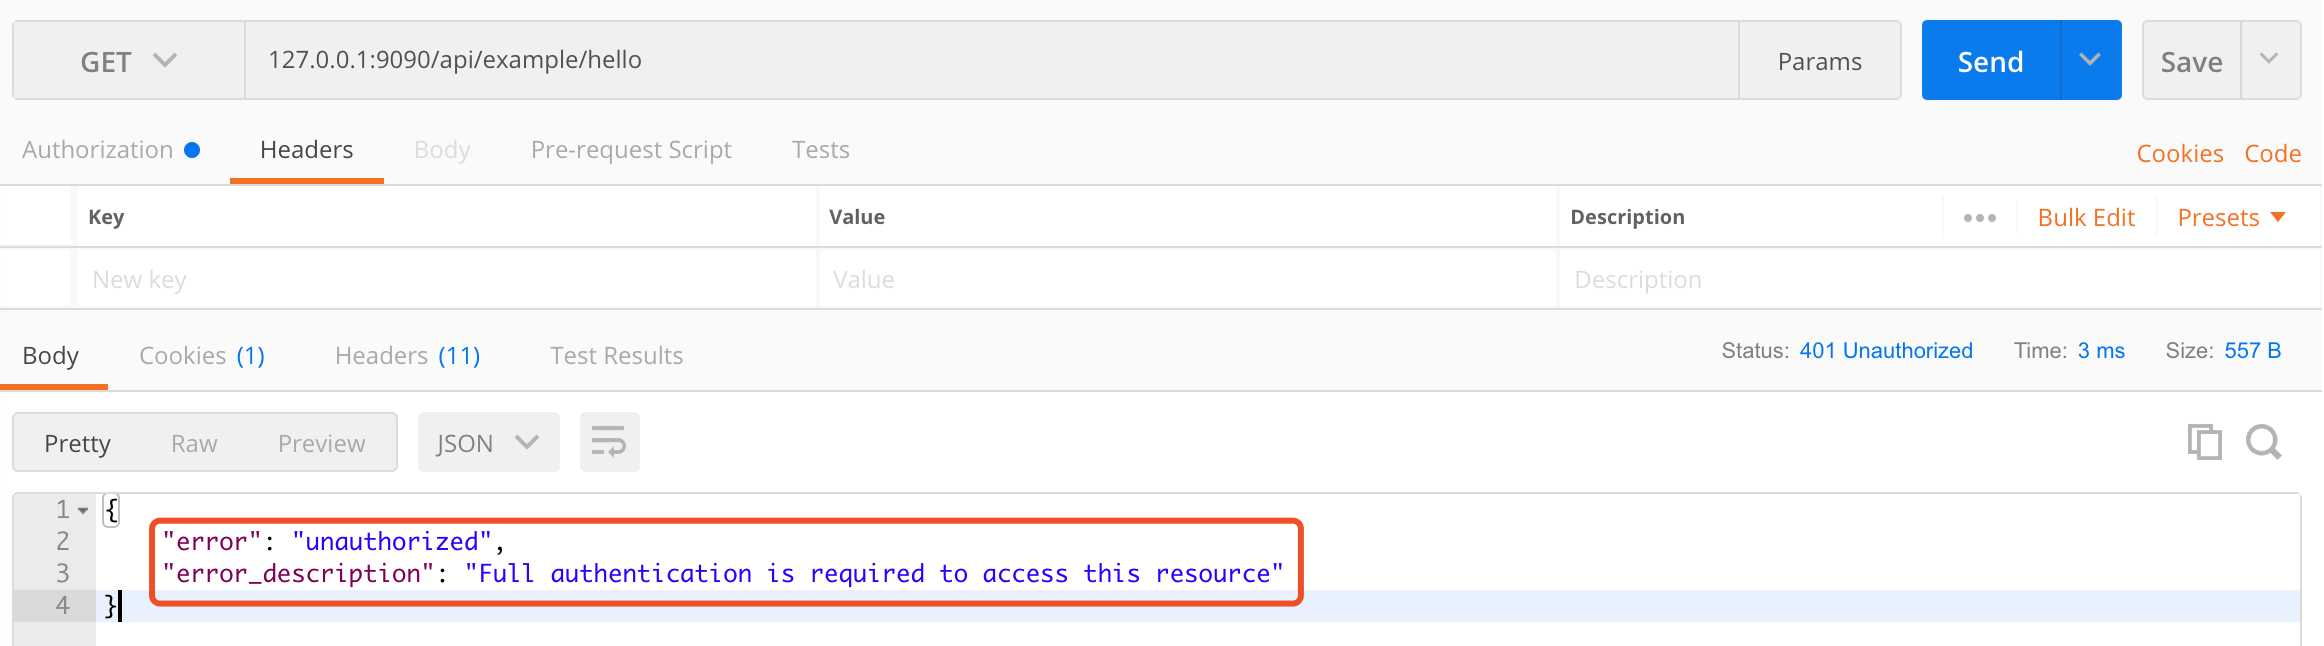 GET 127.0.0.1:9090/api/example/hello Params Send Save
Authorization Headers Body Pre-request Script Tests Cookies Code
Key Value Description Bulk Edit Presets
New key Value Description
Body Cookies (1) Headers (11) Test Results Status: 401 Unauthorized Time: 3 ms Size: 557 B
Pretty Raw Preview JSON
1 {
2 "error": "unauthorized",
3 "error_description": "Full authentication is required to access this resource"
4 }